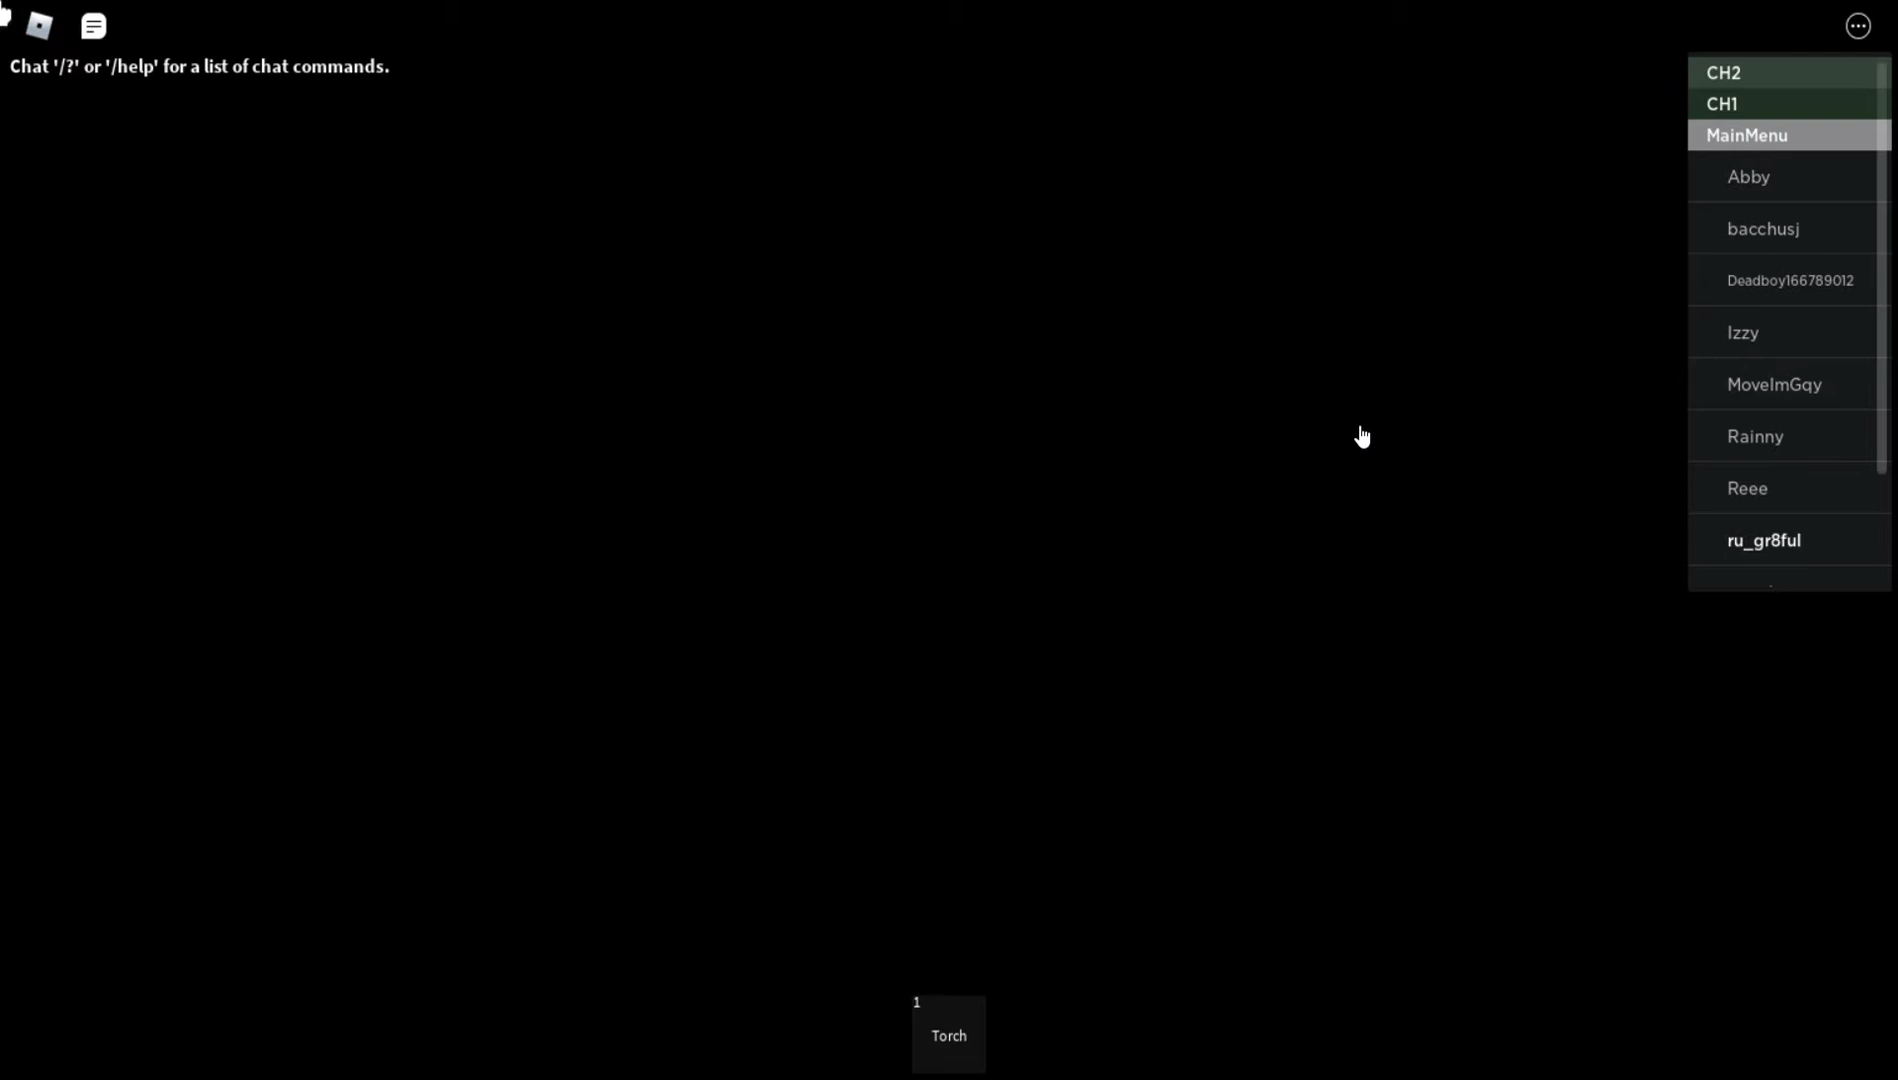 Chat '/?' or '/help' for a list of chat commands.
CH2
CH1
MainMenu
Abby
bacchusj
Deadboy166789012
Izzy
MoveImGqy
Rainny
Reee
ru_gr8ful
1
Torch